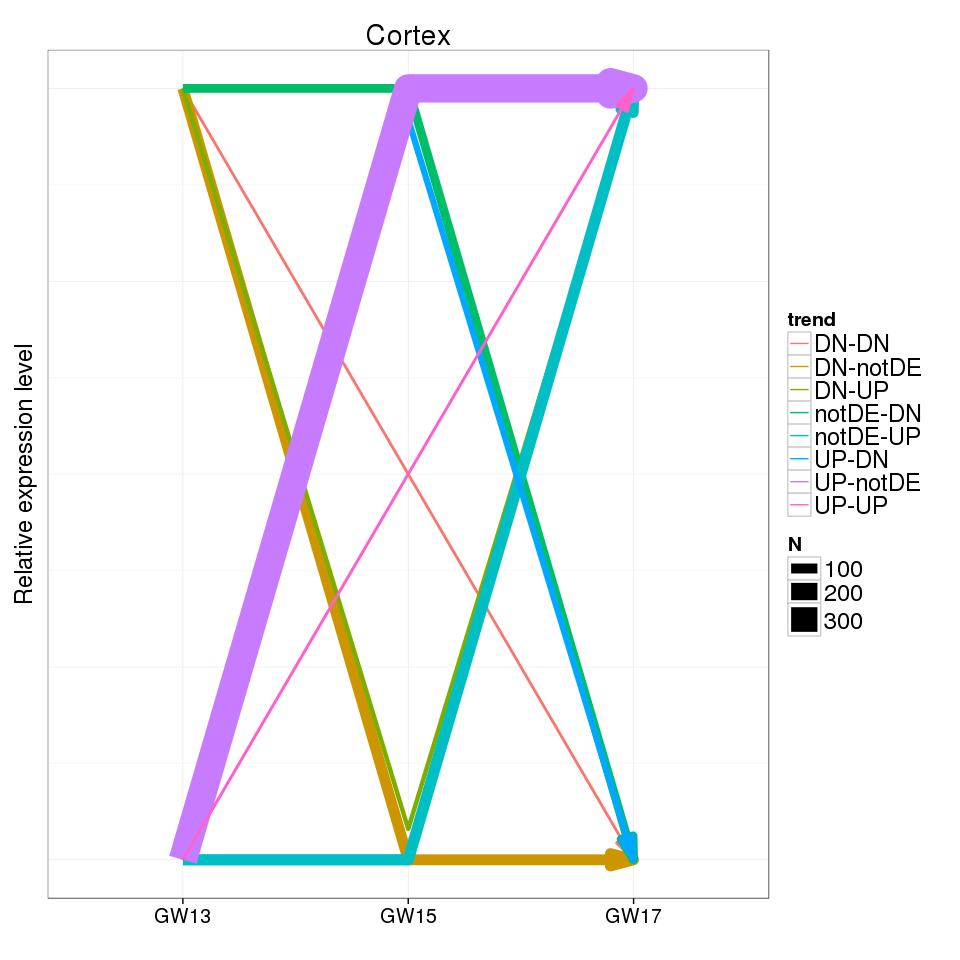 Cortex
Relative expression level
GW13
GW15
GW17
trend
DN-DN
DN-notDE
DN-UP
notDE-DN
notDE-UP
UP-DN
UP-notDE
UP-UP
N
100
200
300